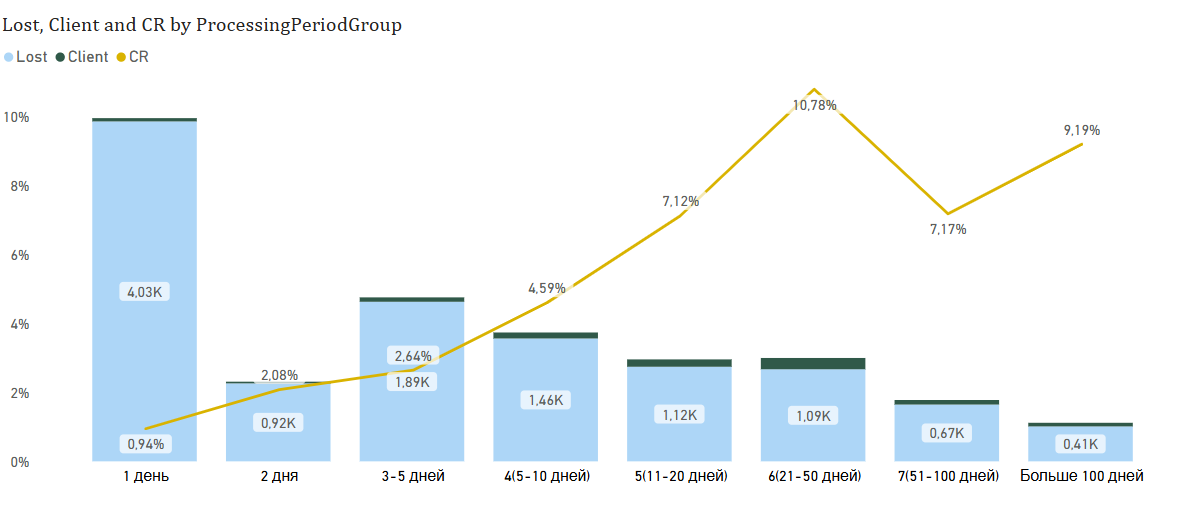 Lost, Client and CR by ProcessingPeriodGroup
Lost Client CR
10%
8%
6%
4%
2%
0%
10,78%
9,19%
7,12%
7,17%
4,03K
4,59%
2,64%
2,08%
1,89K
1,46K
1,12K
1,09K
0,92K
0,67K
0,94%
0,41K
1 день 2 дня 3-5 дней 4(5-10 дней) 5(11-20 дней) 6(21-50 дней) 7(51-100 дней) Больше 100 дней